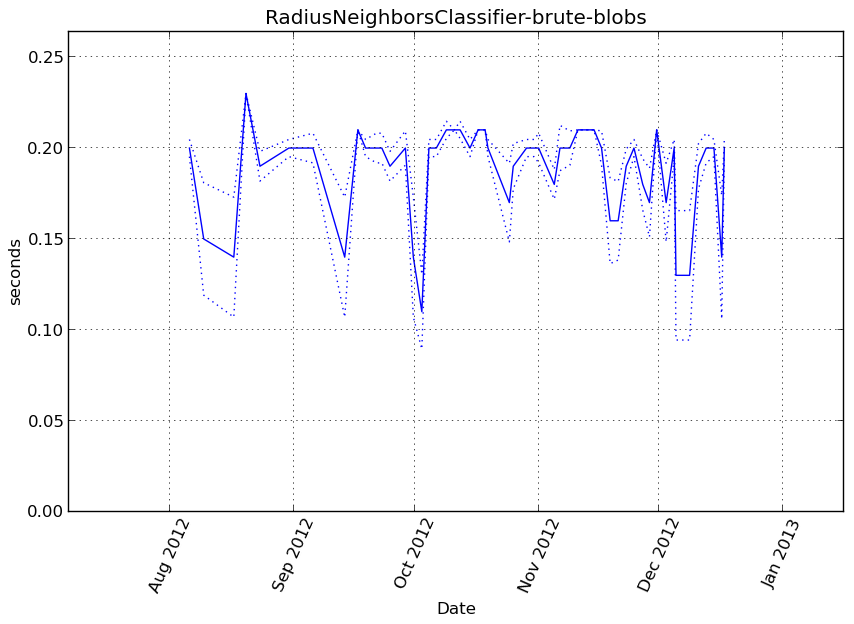 RadiusNeighborsClassifier-brute-blobs
0.25
0.20
0.15
0.10
0.05
0.00
seconds
Aug 2012
Sep 2012
Oct 2012
Nov 2012
Dec 2012
Jan 2013
Date